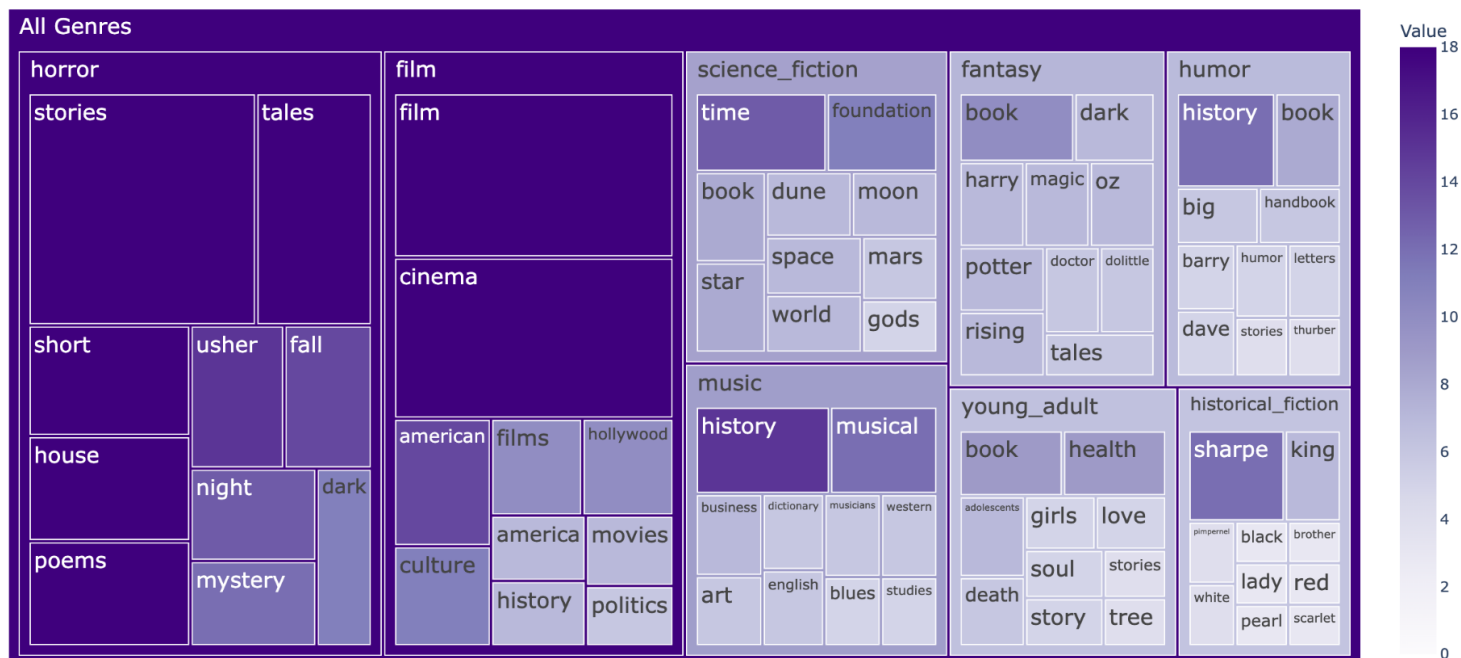 All Genres
horror
stories
tales
short
usher
fall
house
night
dark
poems
mystery
film
film
cinema
american
films
hollywood
america
movies
culture
history
politics
science_fiction
time
foundation
book
dune
moon
space
mars
star
world
gods
music
history
musical
business
dictionary
musicians
western
art
english
blues
studies
fantasy
book
dark
harry
magic
oz
potter
doctor
dolittle
rising
tales
young_adult
book
health
adolescents
girls
love
soul
stories
death
story
tree
humor
history
book
big
handbook
barry
humor
letters
dave
stories
thurber
historical_fiction
sharpe
king
pimpernel
black
brother
lady
red
white
pearl
scarlet
Value
18
16
14
12
10
8
6
4
2
0